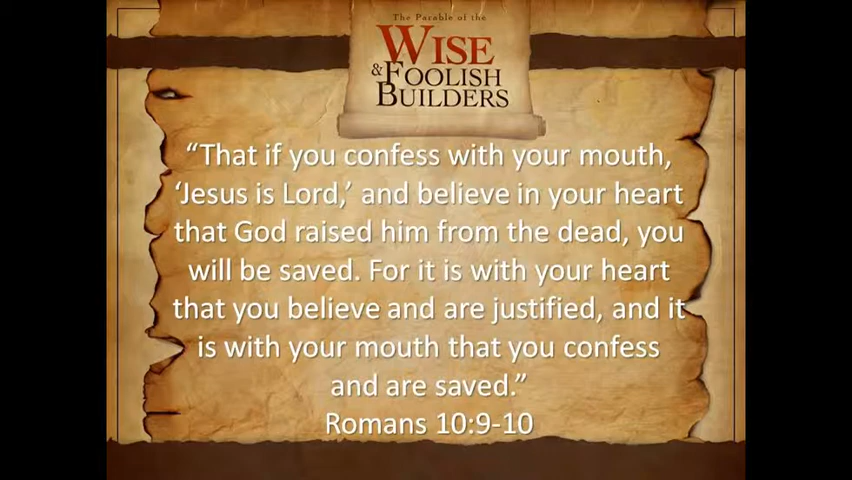 The Parable of the
WISE
& FOOLISH
BUILDERS
“That if you confess with your mouth,
‘Jesus is Lord,’ and believe in your heart
that God raised him from the dead, you
will be saved. For it is with your heart
that you believe and are justified, and it
is with your mouth that you confess
and are saved.”
Romans 10:9-10